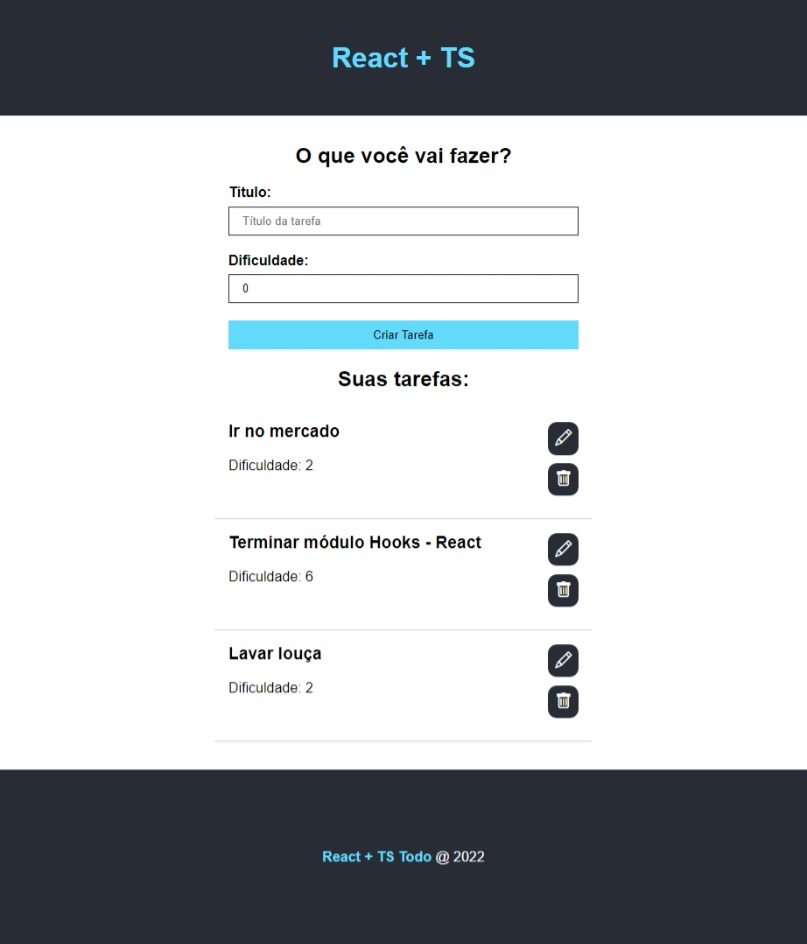 React + TS
O que você vai fazer?
Titulo:
Título da tarefa
Dificuldade:
0
Criar Tarefa
Suas tarefas:
Ir no mercado
Dificuldade: 2
Terminar módulo Hooks - React
Dificuldade: 6
Lavar louça
Dificuldade: 2
React + TS Todo @ 2022